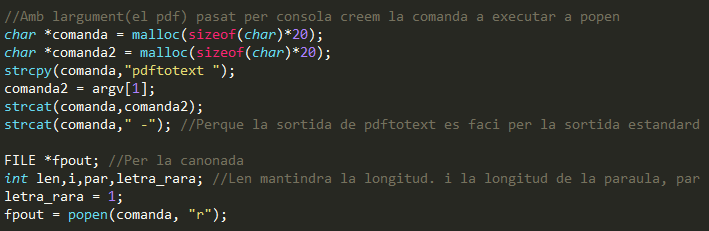 //Amb largument(el pdf) pasat per consola creem la comanda a executar a popen
char *comanda = malloc(sizeof(char)*20);
char *comanda2 = malloc(sizeof(char)*20);
strcpy(comanda,"pdftotext ");
comanda2 = argv[1];
strcat(comanda,comanda2);
strcat(comanda," -"); //Perque la sortida de pdftotext es faci per la sortida estandard
FILE *fpout; //Per la canonada
int len,i,par,letra_rara; //Len mantindra la longitud. i la longitud de la paraula, par
letra_rara = 1;
fpout = popen(comanda, "r");